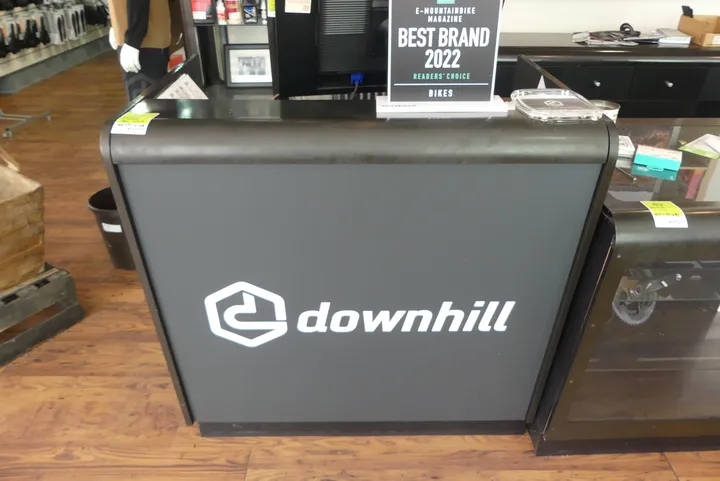 E-MOUNTAINBIKE
MAGAZINE
BEST BRAND
2022
READERS' CHOICE
BIKES
downhill